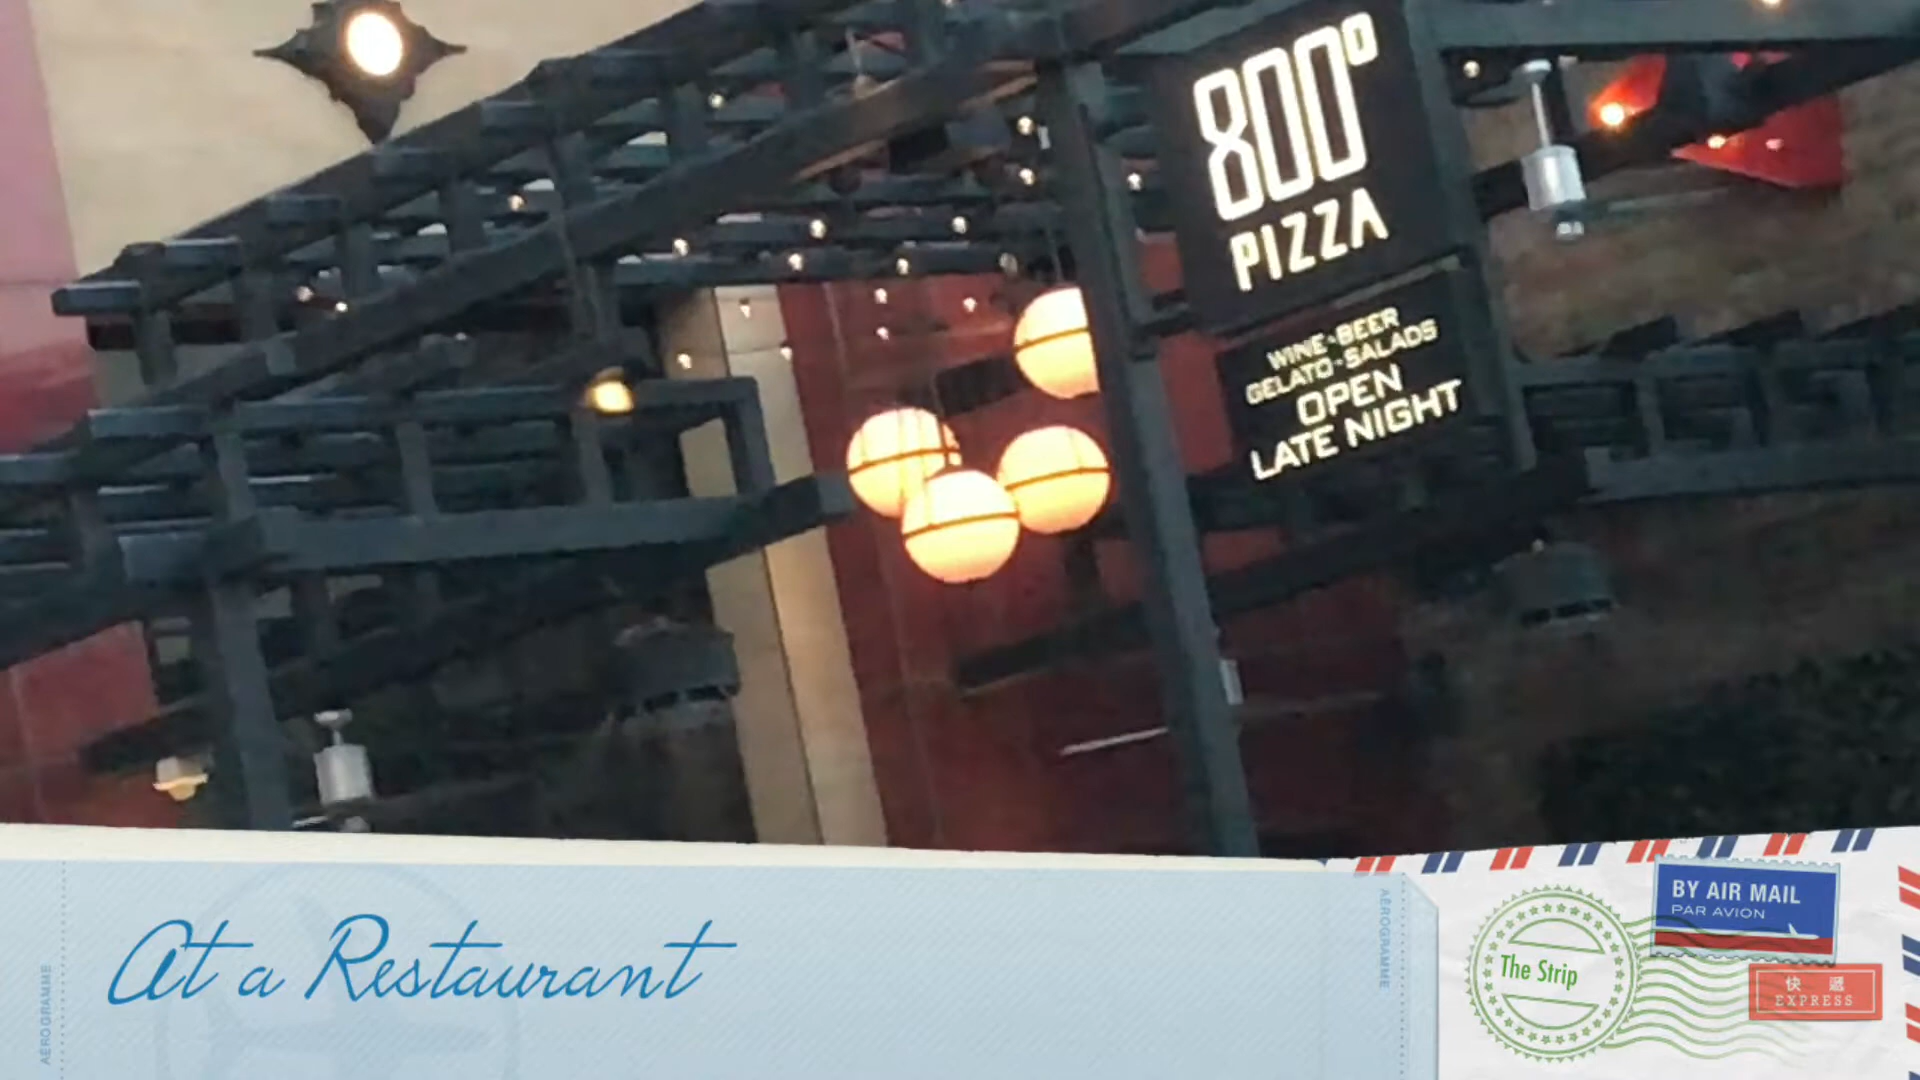 800°
PIZZA
WINE·BEER
GELATO·SALADS
OPEN
LATE NIGHT
At a Restaurant
AÉROGRAMME
AÉROGRAMME
The Strip
BY AIR MAIL
PAR AVION
快 遞
EXPRESS